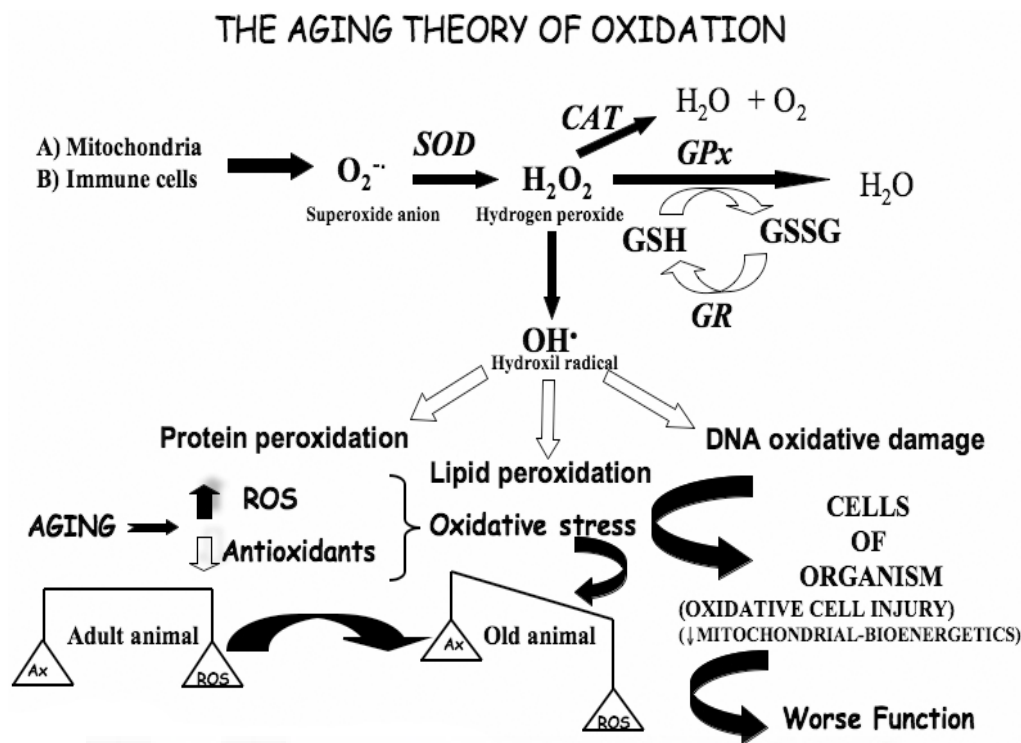 THE AGING THEORY OF OXIDATION
CAT
H₂O + O₂
A) Mitochondria
B) Immune cells
O₂⁻·
Superoxide anion
SOD
H₂O₂
Hydrogen peroxide
GPx
H₂O
GSH
GSSG
GR
OH·
Hydroxil radical
Protein peroxidation
Lipid peroxidation
DNA oxidative damage
AGING
ROS
Antioxidants
Oxidative stress
CELLS
OF
ORGANISM
(OXIDATIVE CELL INJURY)
(↓MITOCHONDRIAL-BIOENERGETICS)
Adult animal
Ax
ROS
Old animal
Ax
ROS
Worse Function